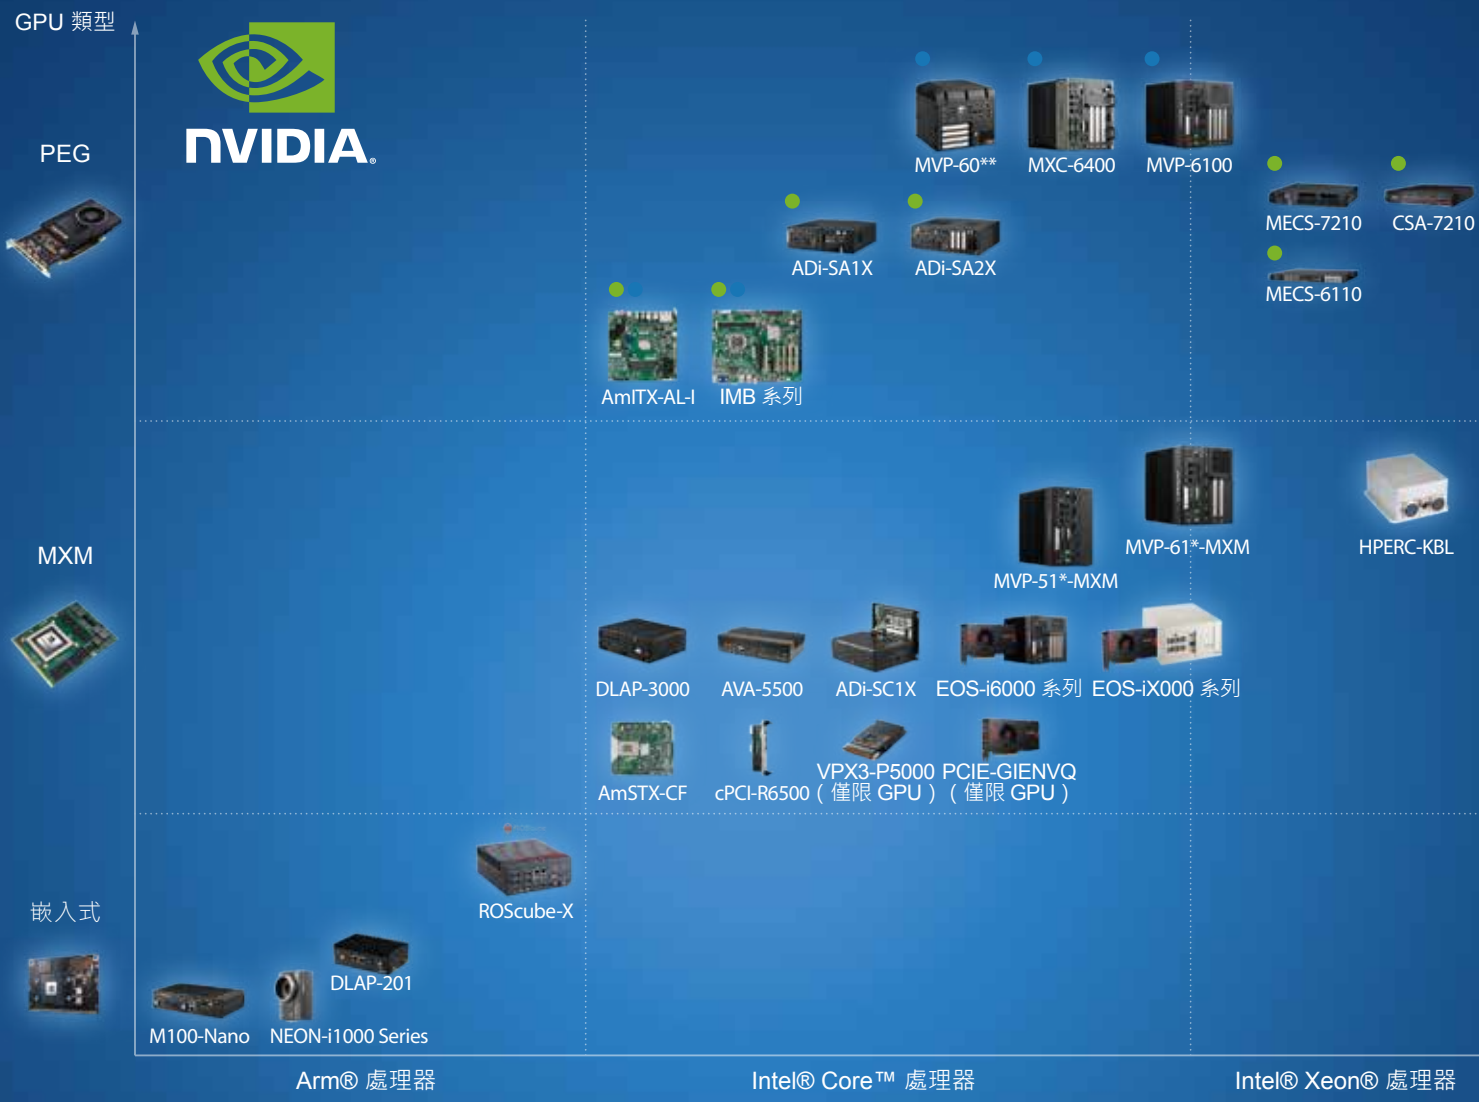 GPU 類型
NVIDIA®
PEG
MVP-60**
MXC-6400
MVP-6100
MECS-7210
CSA-7210
ADi-SA1X
ADi-SA2X
MECS-6110
AmITX-AL-I
IMB 系列
MXM
MVP-51*-MXM
MVP-61*-MXM
HPERC-KBL
DLAP-3000
AVA-5500
ADi-SC1X
EOS-i6000 系列
EOS-iX000 系列
AmSTX-CF
cPCI-R6500
VPX3-P5000
(僅限 GPU)
PCIE-GIENVQ
(僅限 GPU)
嵌入式
ROScube-X
DLAP-201
M100-Nano
NEON-i1000 Series
Arm® 處理器
Intel® Core™ 處理器
Intel® Xeon® 處理器